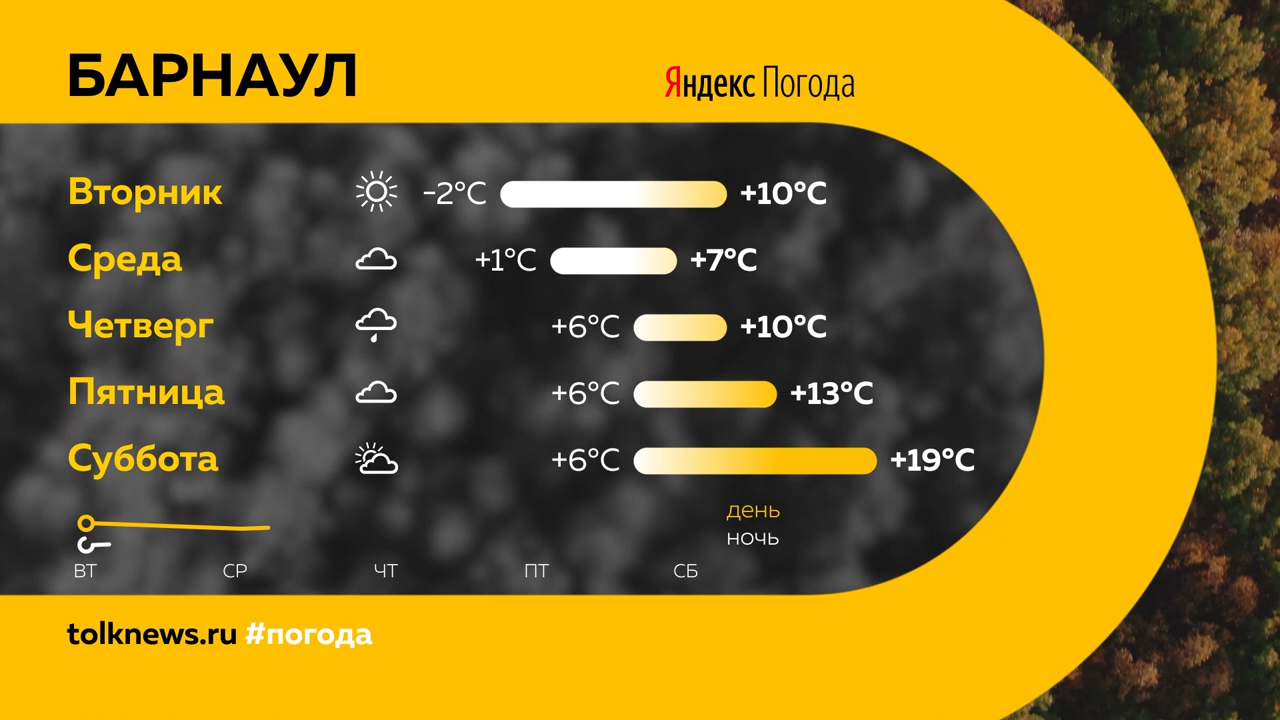 БАРНАУЛ
Яндекс Погода
Вторник -2°C +10°C
Среда +1°C +7°C
Четверг +6°C +10°C
Пятница +6°C +13°C
Суббота +6°C +19°C
день
ночь
ВТ СР ЧТ ПТ СБ
tolknews.ru #погода